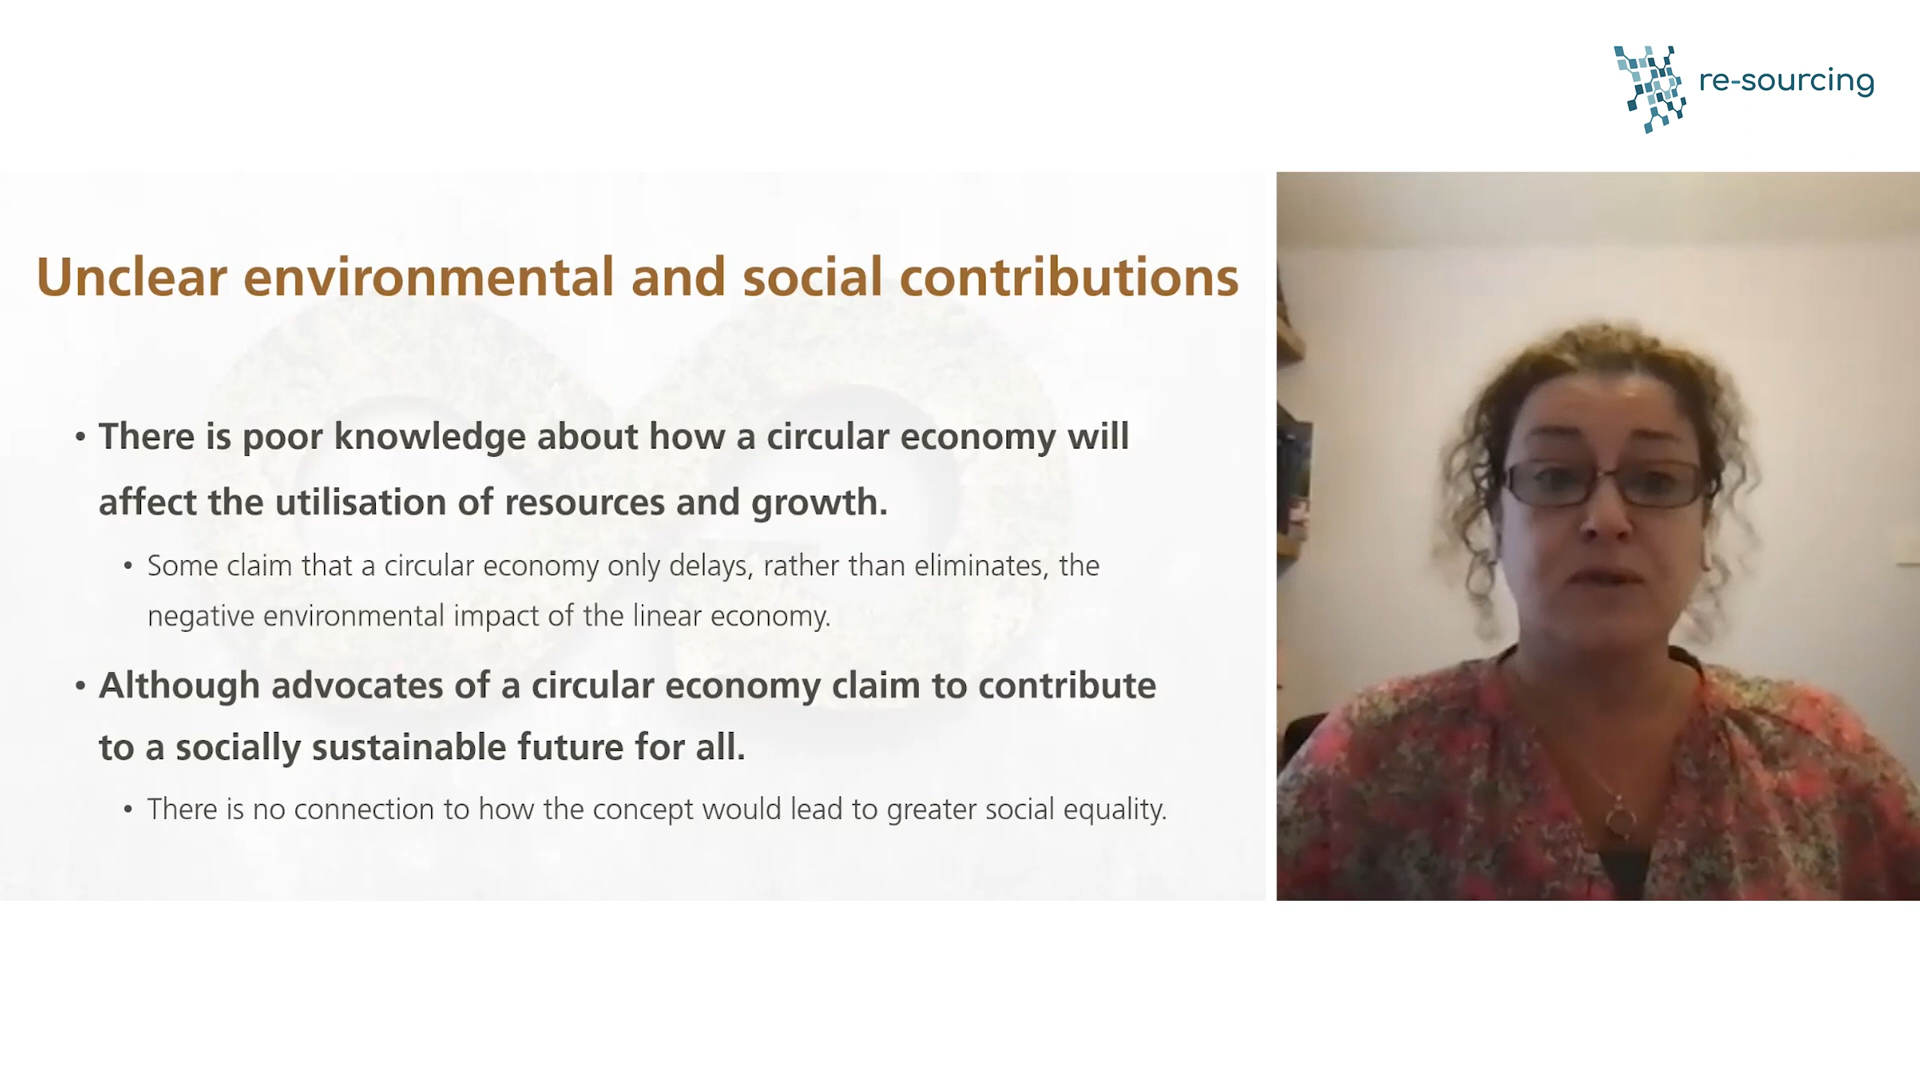 re-sourcing
Unclear environmental and social contributions
• There is poor knowledge about how a circular economy will
affect the utilisation of resources and growth.
• Some claim that a circular economy only delays, rather than eliminates, the
negative environmental impact of the linear economy.
• Although advocates of a circular economy claim to contribute
to a socially sustainable future for all.
• There is no connection to how the concept would lead to greater social equality.